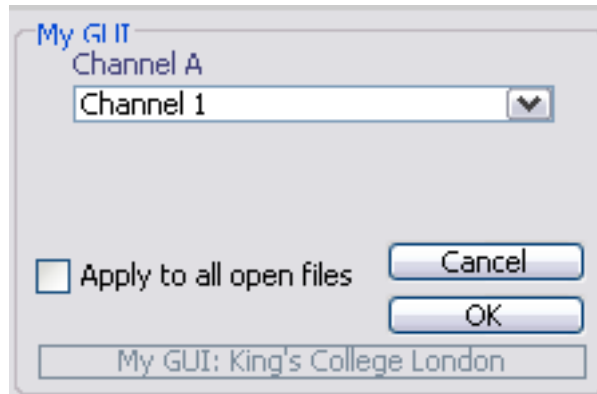 My GUI
Channel A
Channel 1
Apply to all open files
Cancel
OK
My GUI: King's College London